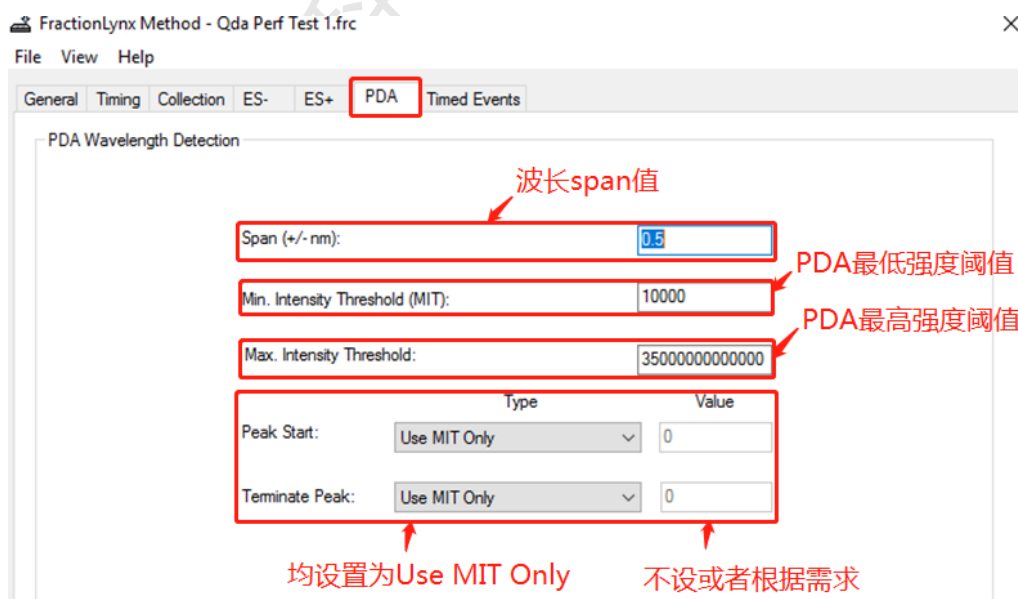 FractionLynx Method - Qda Perf Test 1.frc
File View Help
General Timing Collection ES- ES+ PDA Timed Events
PDA Wavelength Detection
波长span值
Span (+/- nm): 0.5
PDA最低强度阈值
Min. Intensity Threshold (MIT): 10000
PDA最高强度阈值
Max. Intensity Threshold: 35000000000000
Type Value
Peak Start: Use MIT Only 0
Terminate Peak: Use MIT Only 0
均设置为Use MIT Only 不设或者根据需求